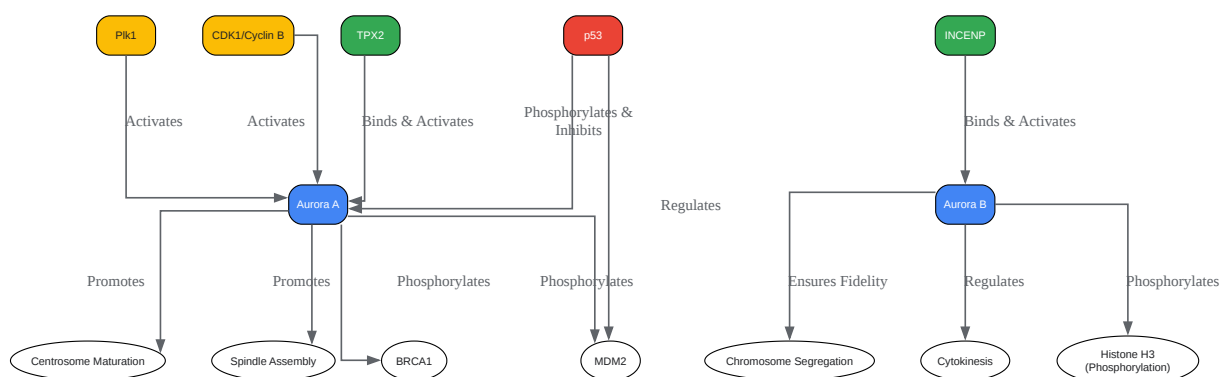 Plk1
CDK1/Cyclin B
TPX2
p53
INCENP
Activates
Activates
Binds & Activates
Phosphorylates &
Inhibits
Binds & Activates
Aurora A
Regulates
Aurora B
Promotes
Promotes
Phosphorylates
Phosphorylates
Ensures Fidelity
Regulates
Phosphorylates
Centrosome Maturation
Spindle Assembly
BRCA1
MDM2
Chromosome Segregation
Cytokinesis
Histone H3
(Phosphorylation)